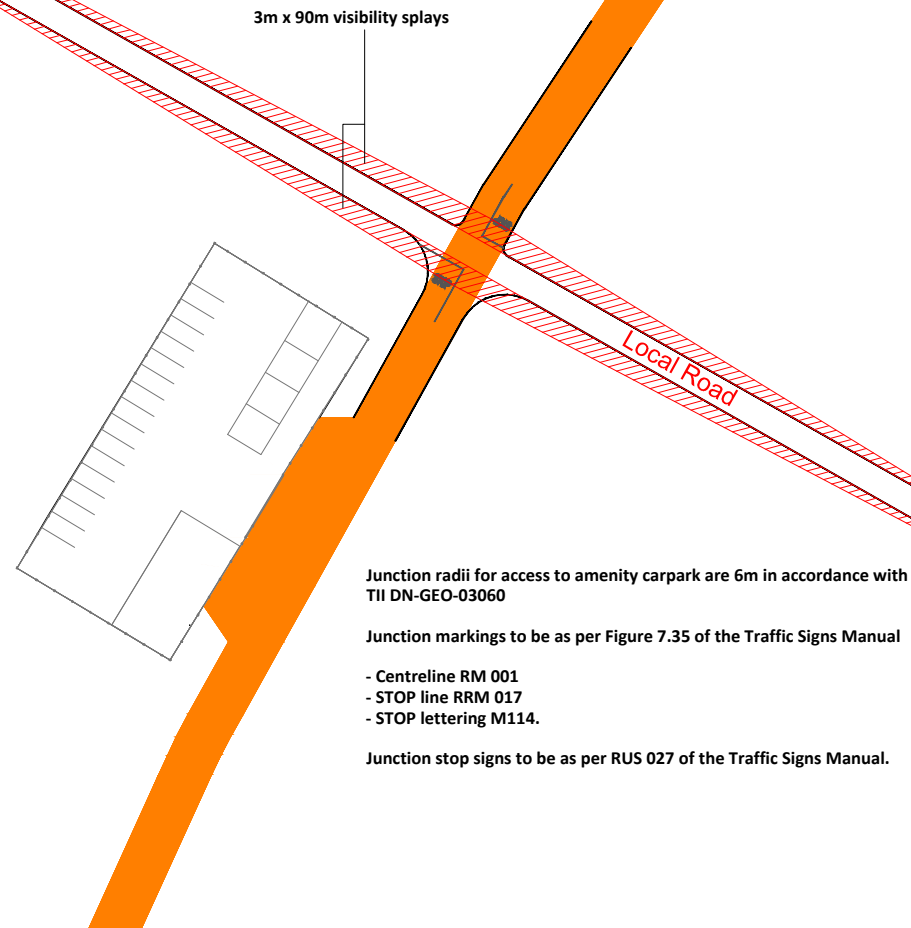 3m x 90m visibility splays
Local Road
Junction radii for access to amenity carpark are 6m in accordance with
TII DN-GEO-03060
Junction markings to be as per Figure 7.35 of the Traffic Signs Manual
- Centreline RM 001
- STOP line RRM 017
- STOP lettering M114.
Junction stop signs to be as per RUS 027 of the Traffic Signs Manual.